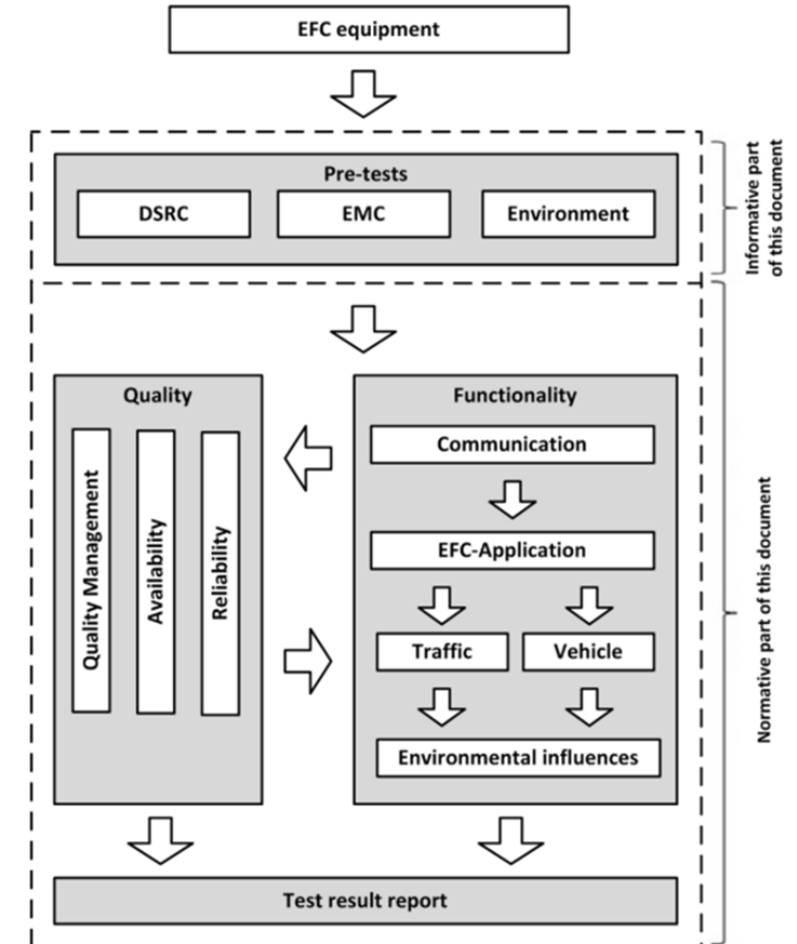 EFC equipment
Pre-tests
DSRC
EMC
Environment
Informative part
of this document
Quality
Quality Management
Availability
Reliability
Functionality
Communication
EFC-Application
Traffic
Vehicle
Environmental influences
Normative part of this document
Test result report